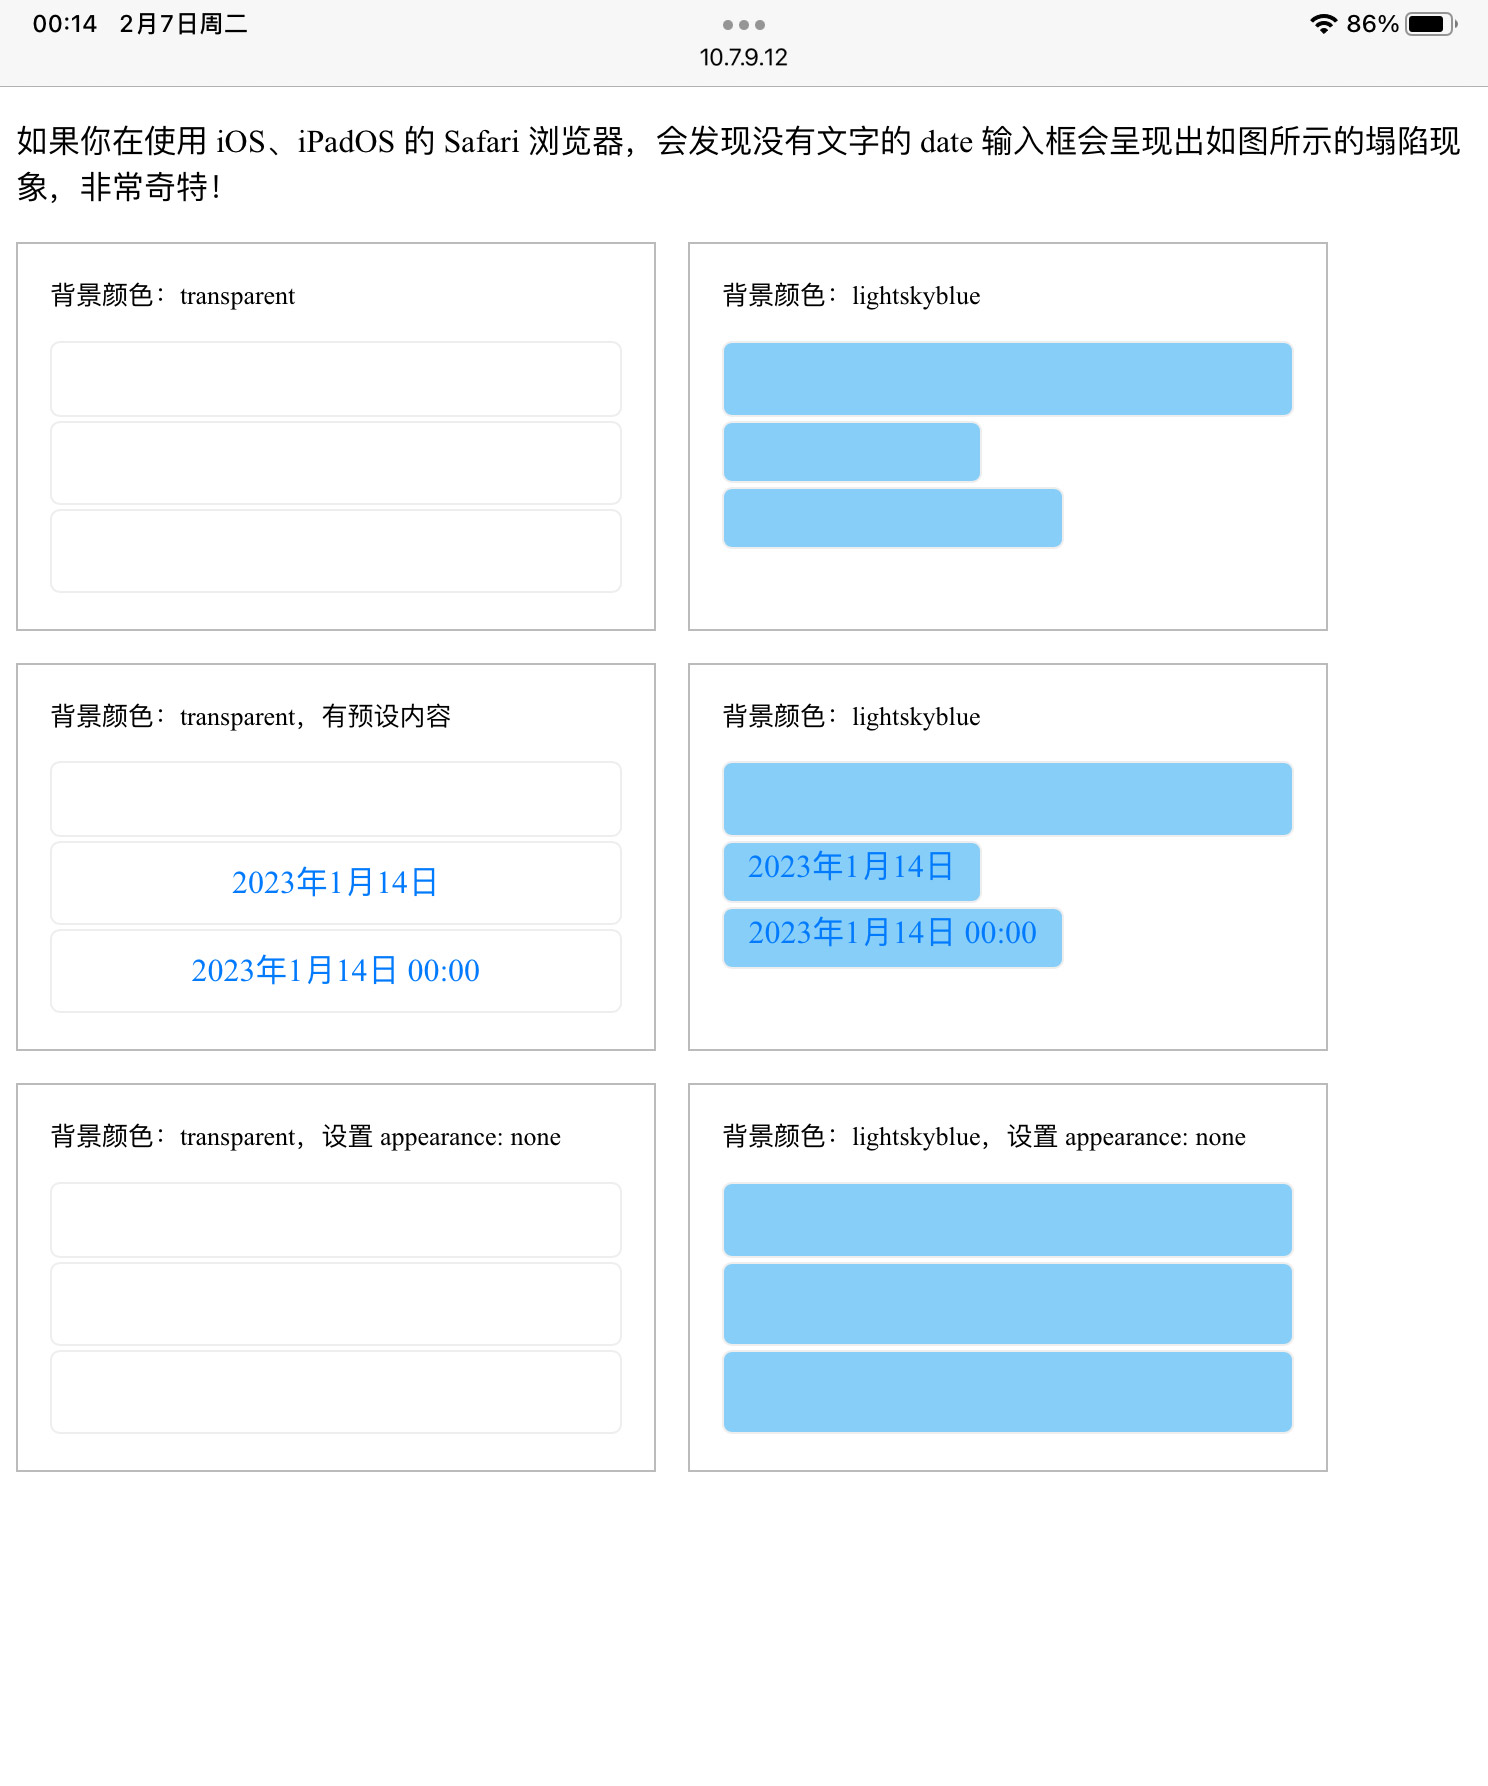 00:14 2月7日周二
86%
10.7.9.12
如果你在使用 iOS、iPadOS 的 Safari 浏览器，会发现没有文字的 date 输入框会呈现出如图所示的塌陷现
象，非常奇特！
背景颜色：transparent
背景颜色：lightskyblue
背景颜色：transparent，有预设内容
2023年1月14日
2023年1月14日 00:00
背景颜色：lightskyblue
2023年1月14日
2023年1月14日 00:00
背景颜色：transparent，设置 appearance: none
背景颜色：lightskyblue，设置 appearance: none